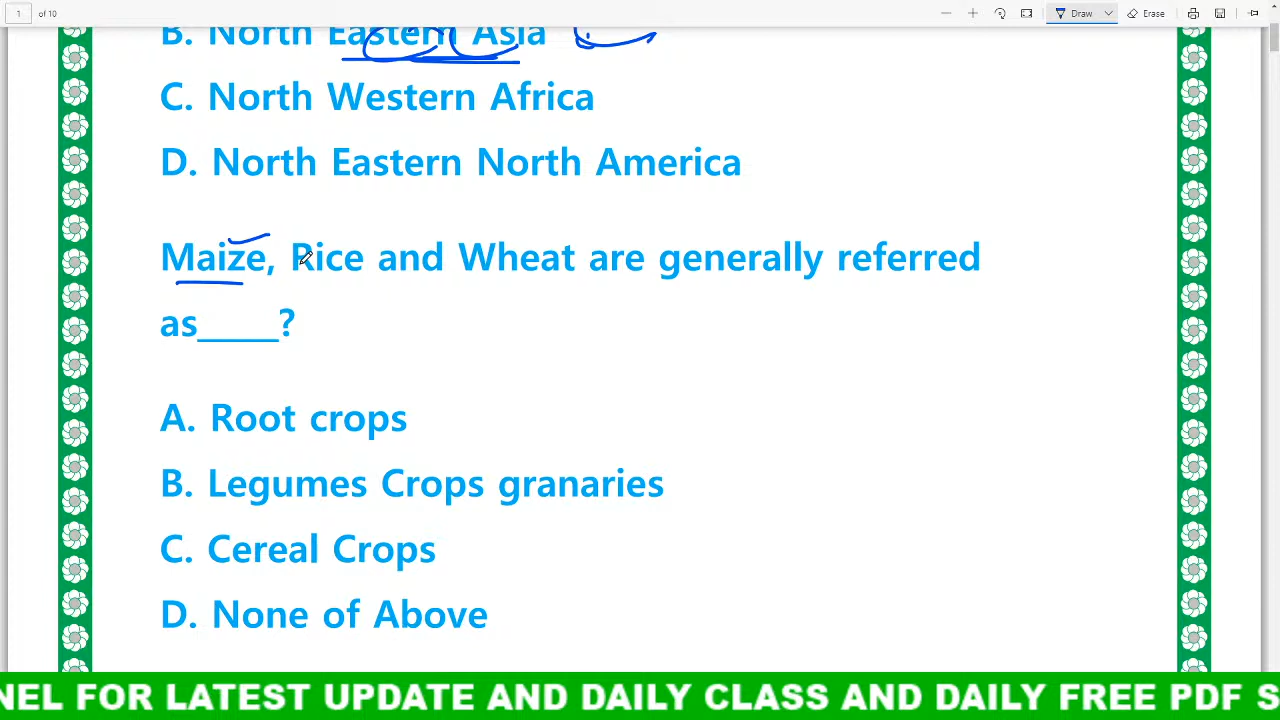 1 of 10
Draw
Erase
B. North Eastern Asia
C. North Western Africa
D. North Eastern North America
Maize, Rice and Wheat are generally referred
as_____?
A. Root crops
B. Legumes Crops granaries
C. Cereal Crops
D. None of Above
NEL FOR LATEST UPDATE AND DAILY CLASS AND DAILY FREE PDF S